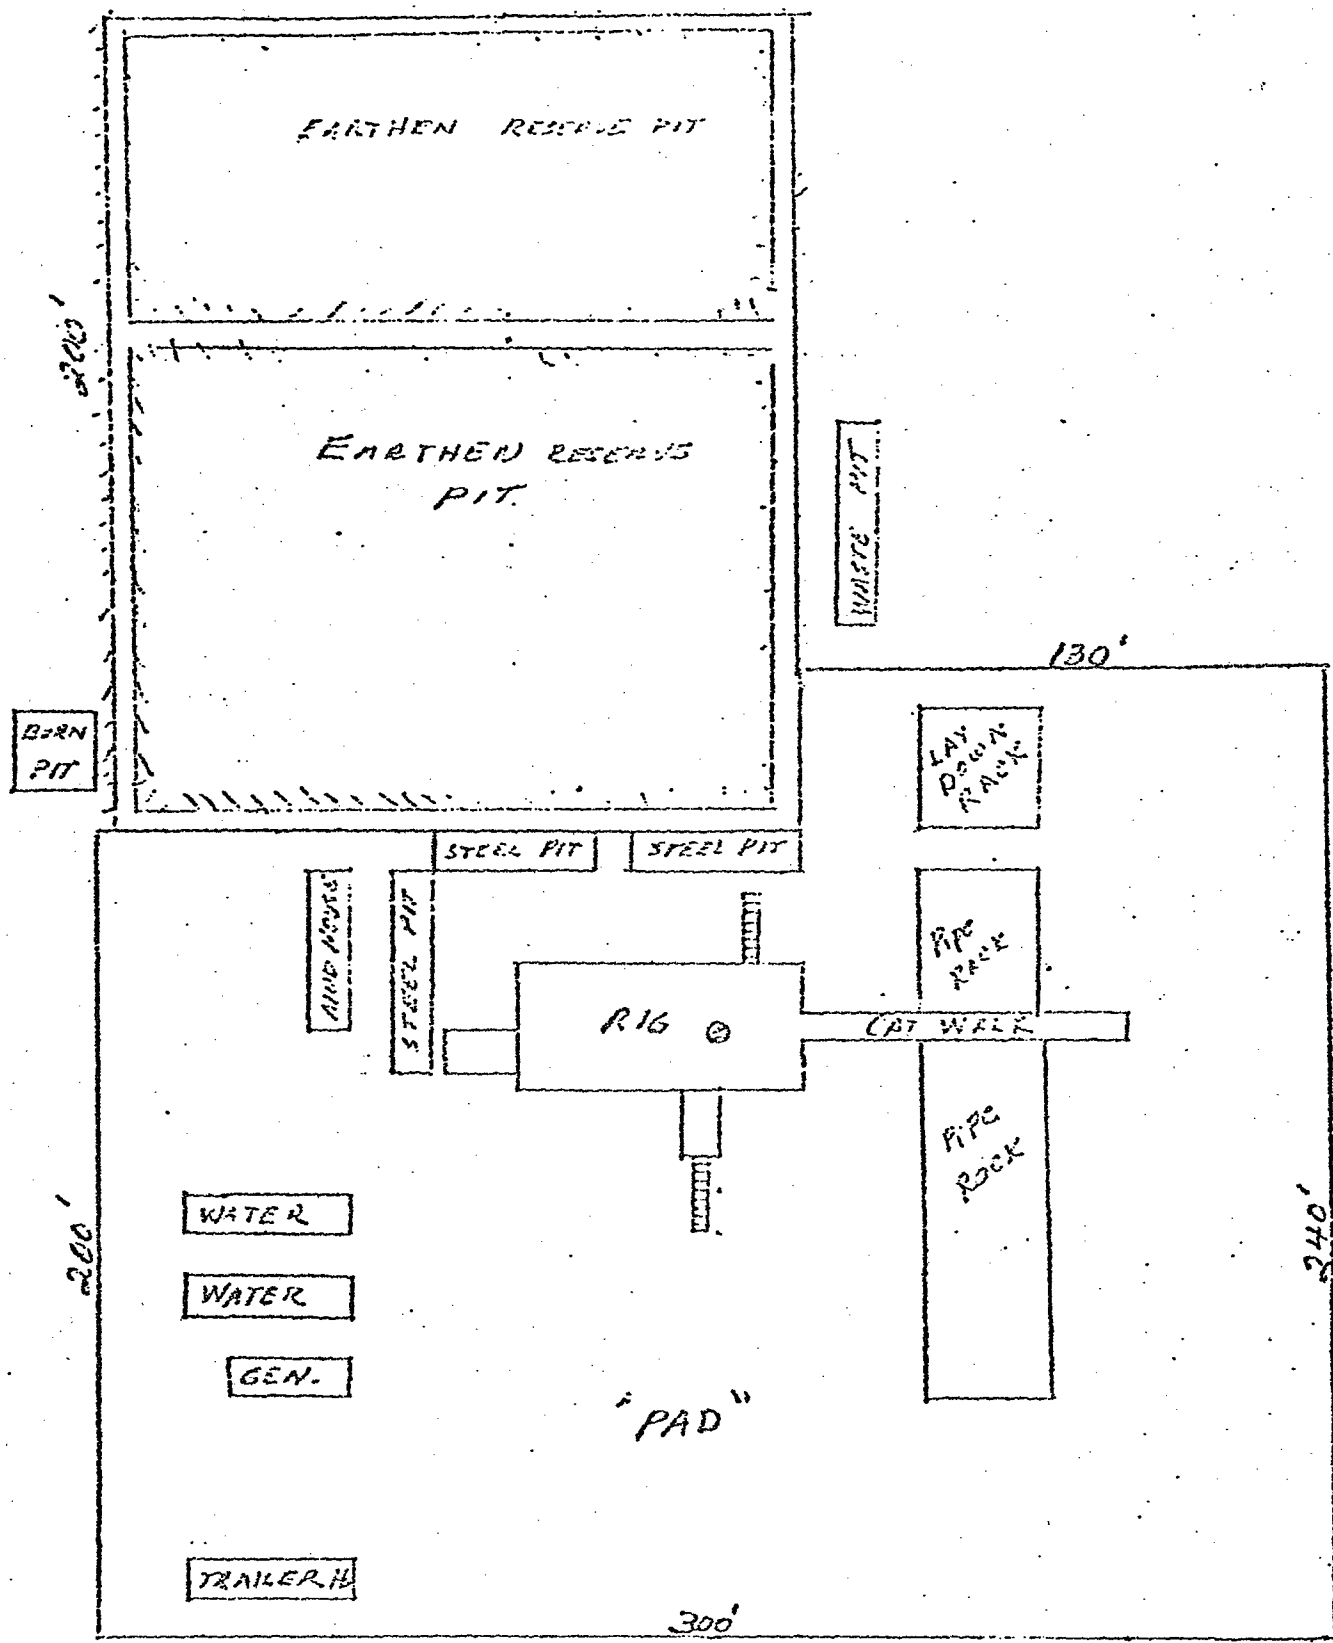 EARTHEN RESERVE PIT
200'
EARTHEN RESERVE
PIT.
WASTE PIT
130'
BURN
PIT
LAY
DOWN
RACK
STEEL PIT
STEEL PIT
MUD HOUSE
STEEL PIT
PIPE
RACK
RIG
CAT WALK
PIPE
RACK
WATER
200'
240'
WATER
GEN.
"PAD"
TRAILER H
300'